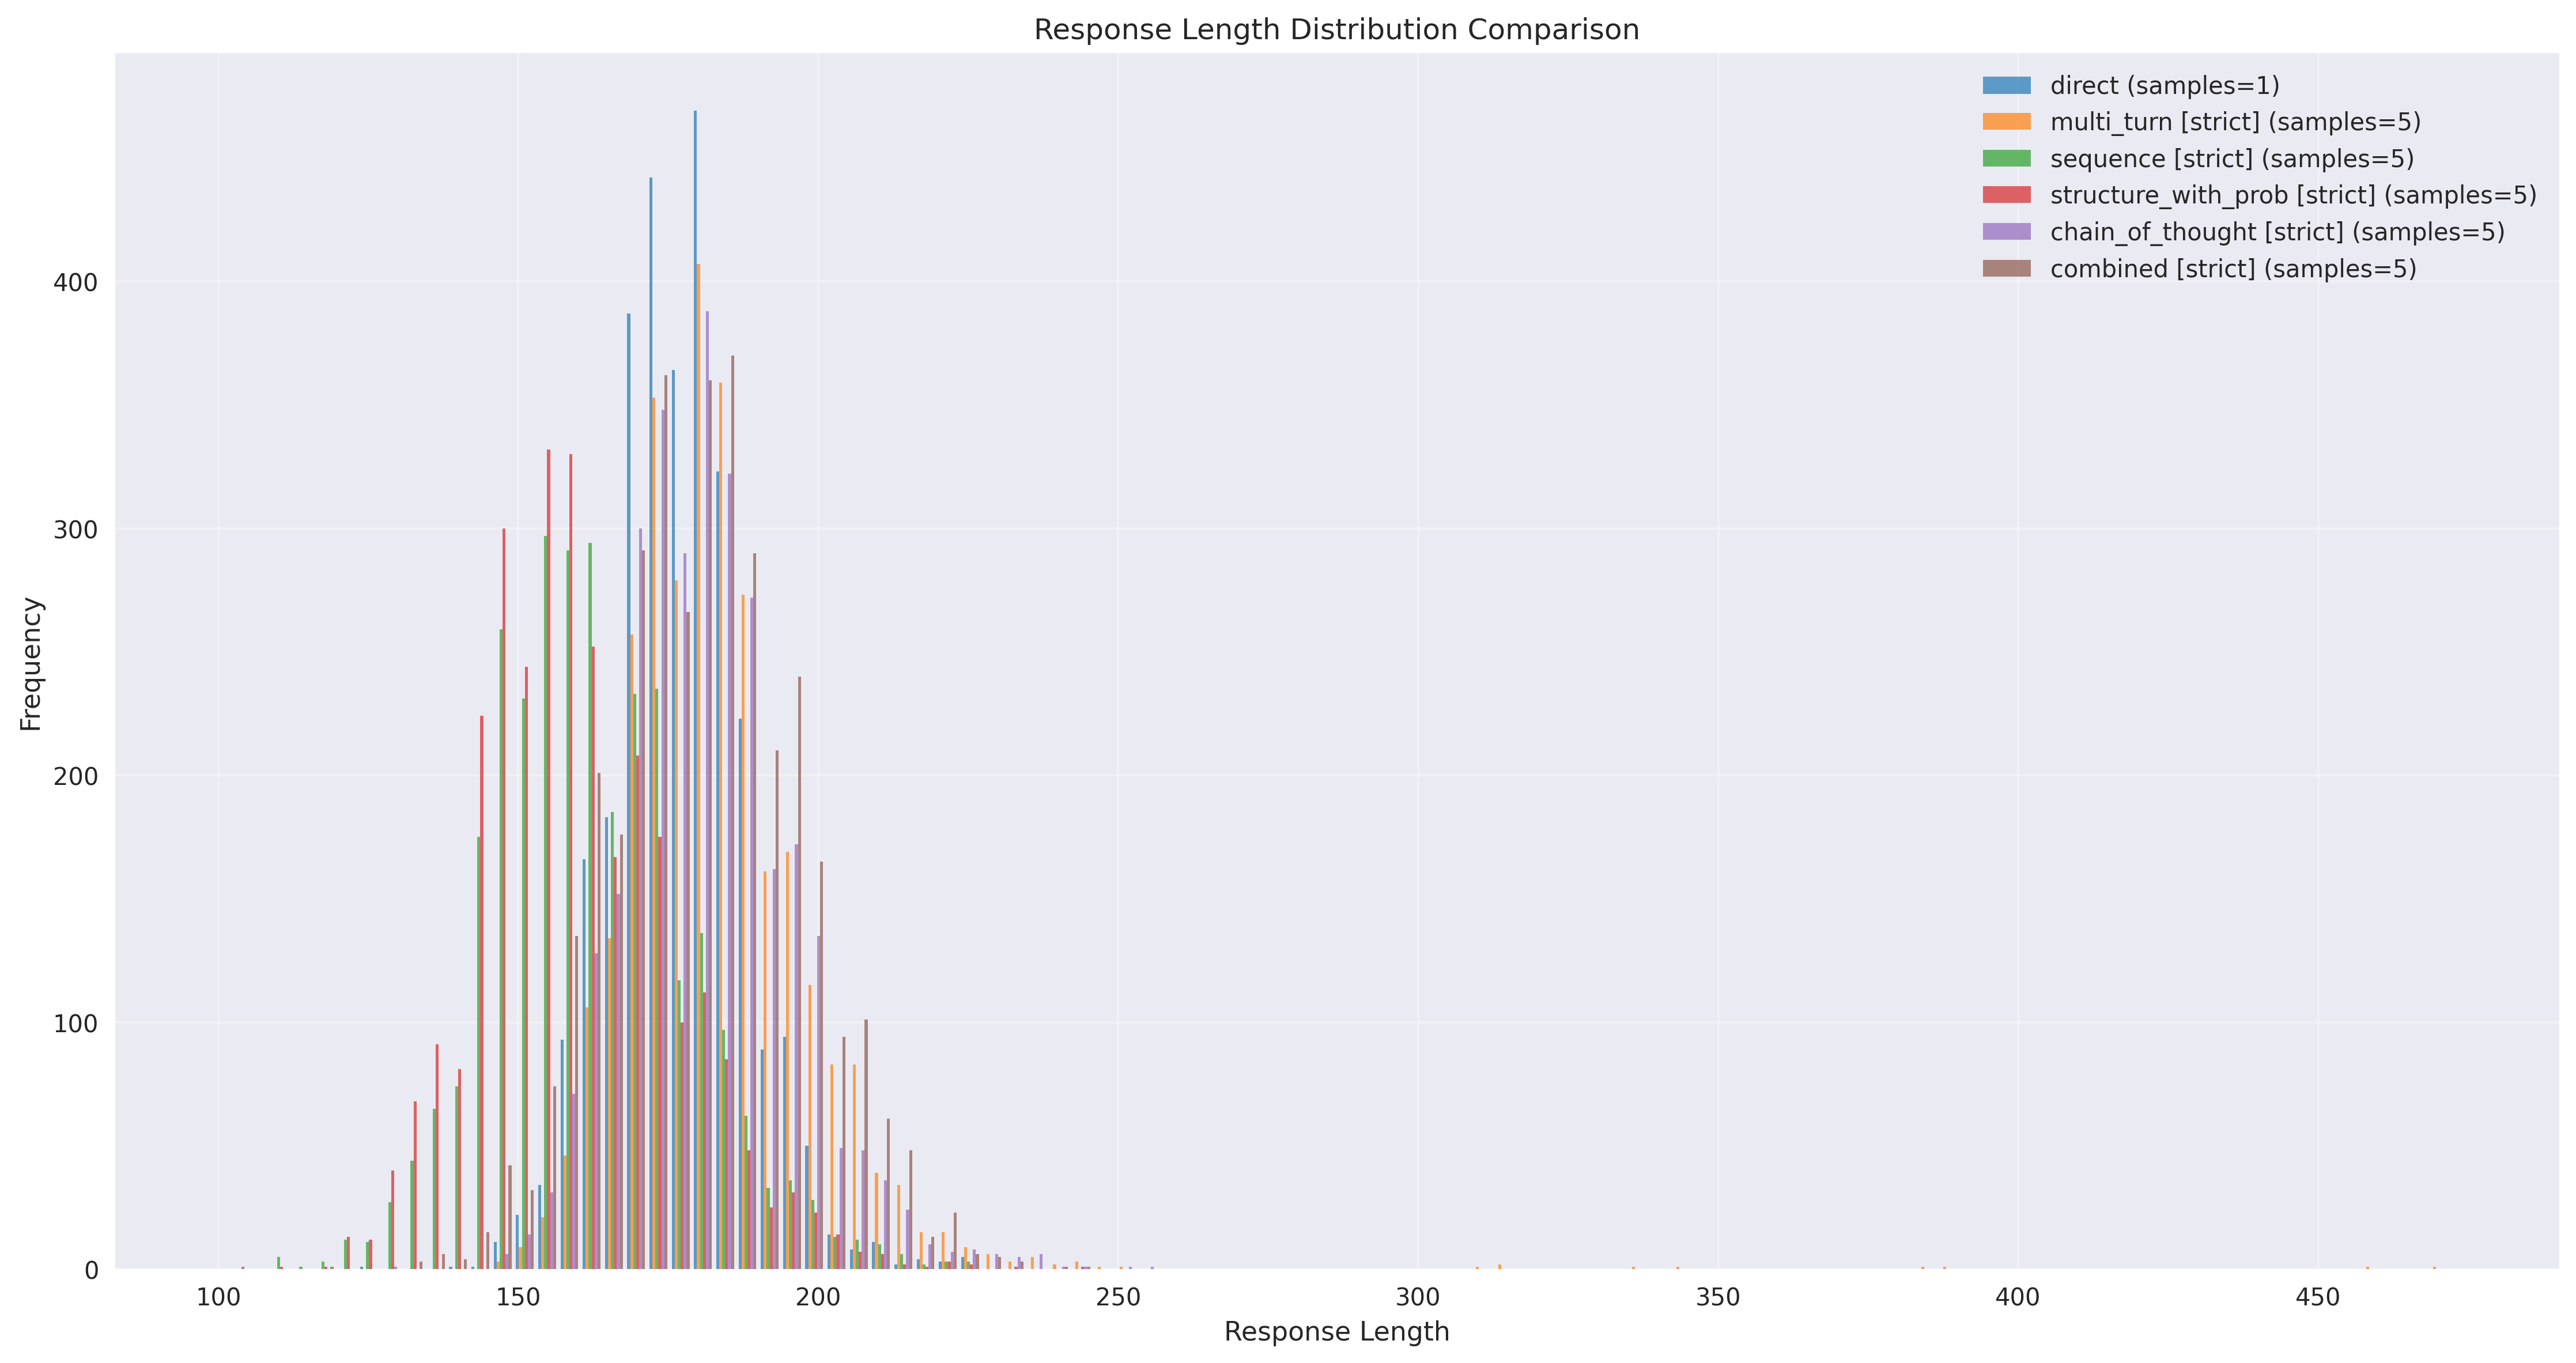 Response Length Distribution Comparison
direct (samples=1)
multi_turn [strict] (samples=5)
sequence [strict] (samples=5)
structure_with_prob [strict] (samples=5)
chain_of_thought [strict] (samples=5)
combined [strict] (samples=5)
Frequency
400
300
200
100
0
100 150 200 250 300 350 400 450
Response Length